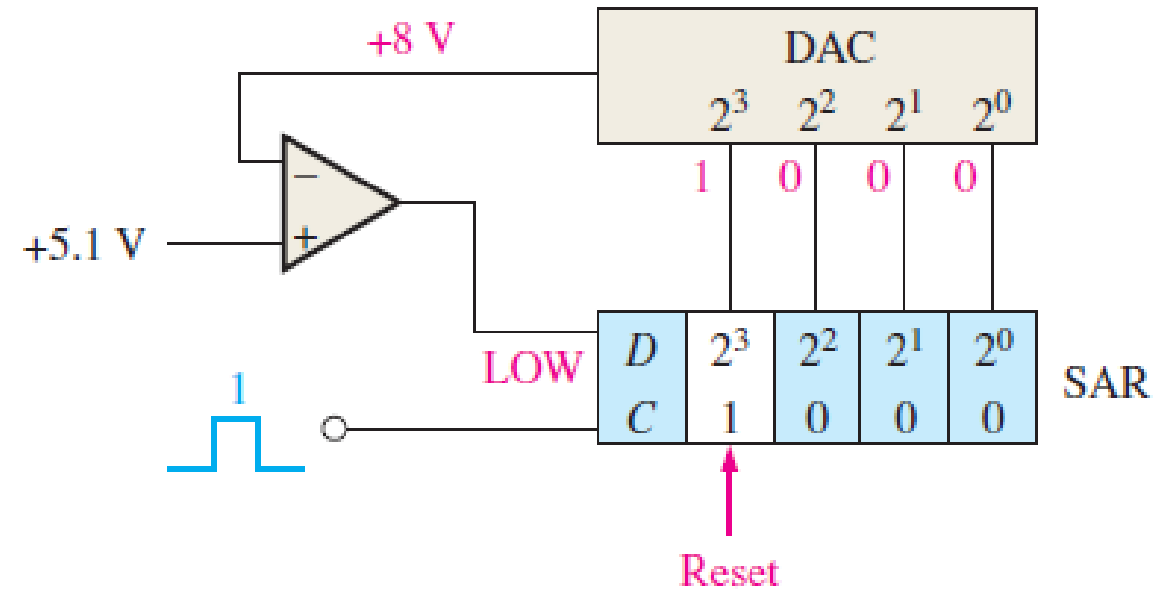 +8 V
DAC
2³ 2² 2¹ 2⁰
1 0 0 0
−
+
+5.1 V
LOW
D 2³ 2² 2¹ 2⁰
SAR
1
C 1 0 0 0
Reset